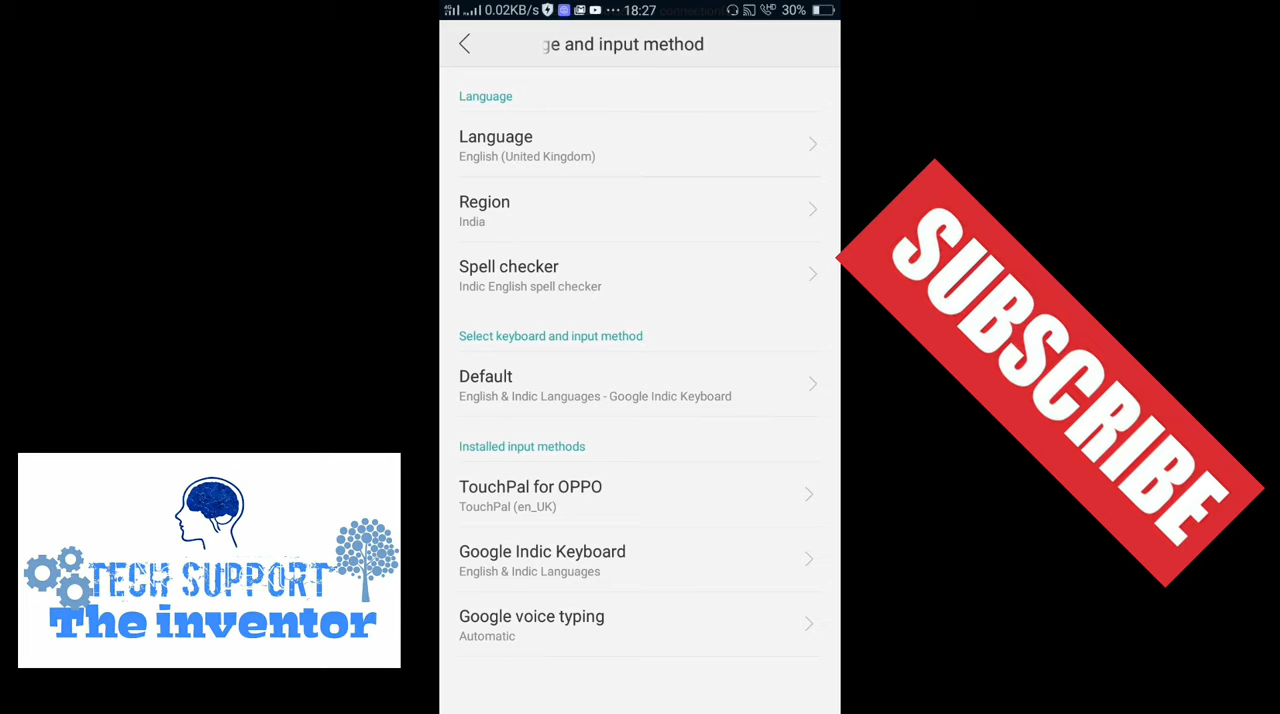 0.02KB/s 18:27 HD 30%
ge and input method
Language
Language
English (United Kingdom)
Region
India
Spell checker
Indic English spell checker
Select keyboard and input method
Default
English & Indic Languages - Google Indic Keyboard
Installed input methods
TouchPal for OPPO
TouchPal (en_UK)
Google Indic Keyboard
English & Indic Languages
Google voice typing
Automatic
SUBSCRIBE
TECH SUPPORT
The inventor